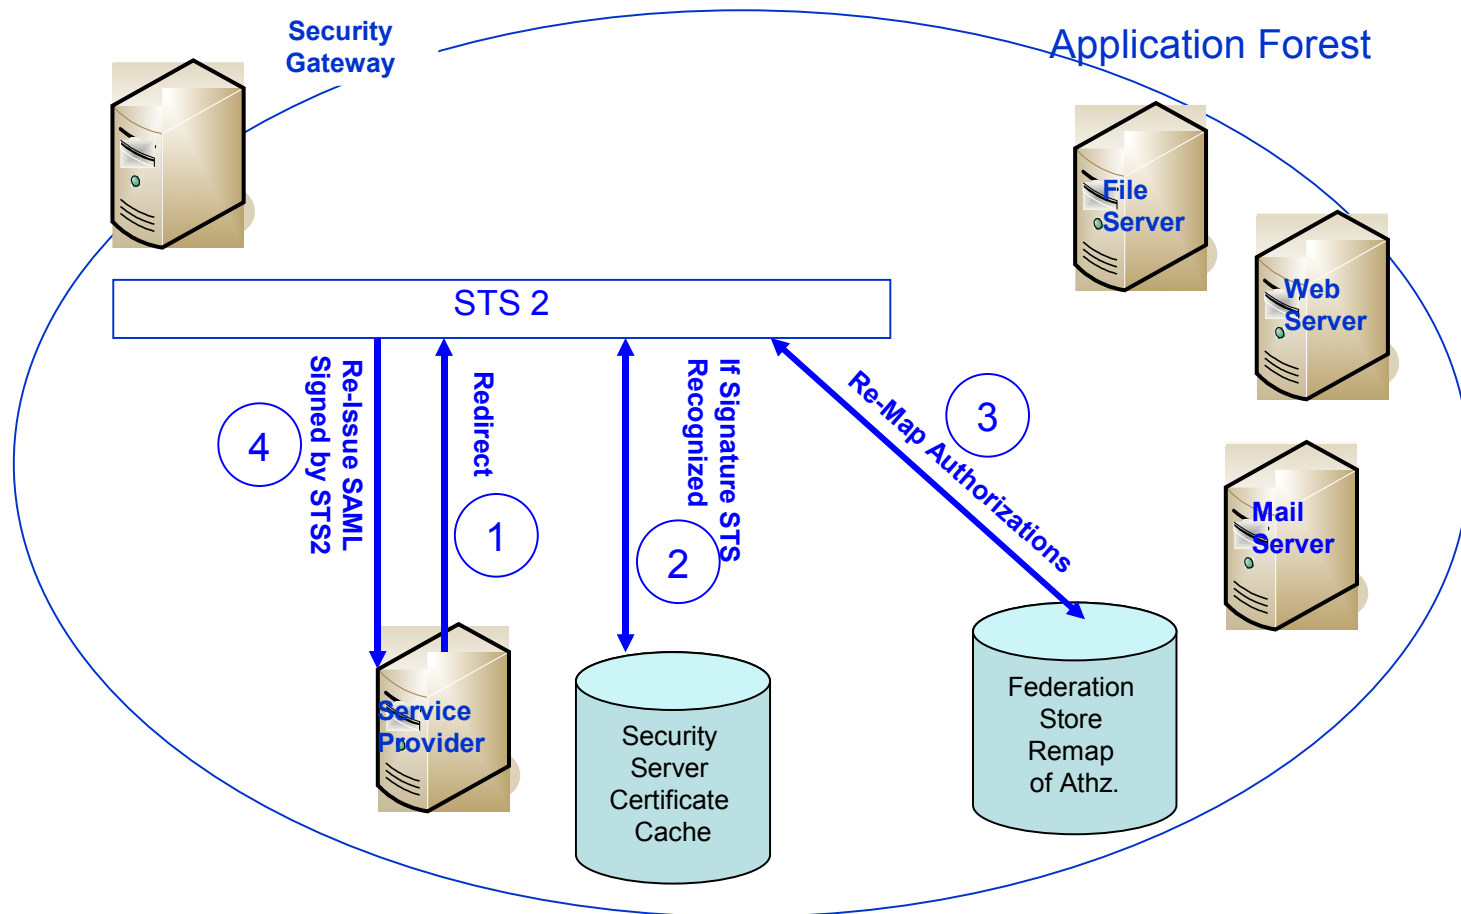 Security
Gateway
Application Forest
File
Server
Web
Server
STS 2
Re-Issue SAML
Signed by STS2
Redirect
If Signature STS
Recognized
Re-Map Authorizations
3
4
1
2
Mail
Server
Service
Provider
Security
Server
Certificate
Cache
Federation
Store
Remap
of Athz.